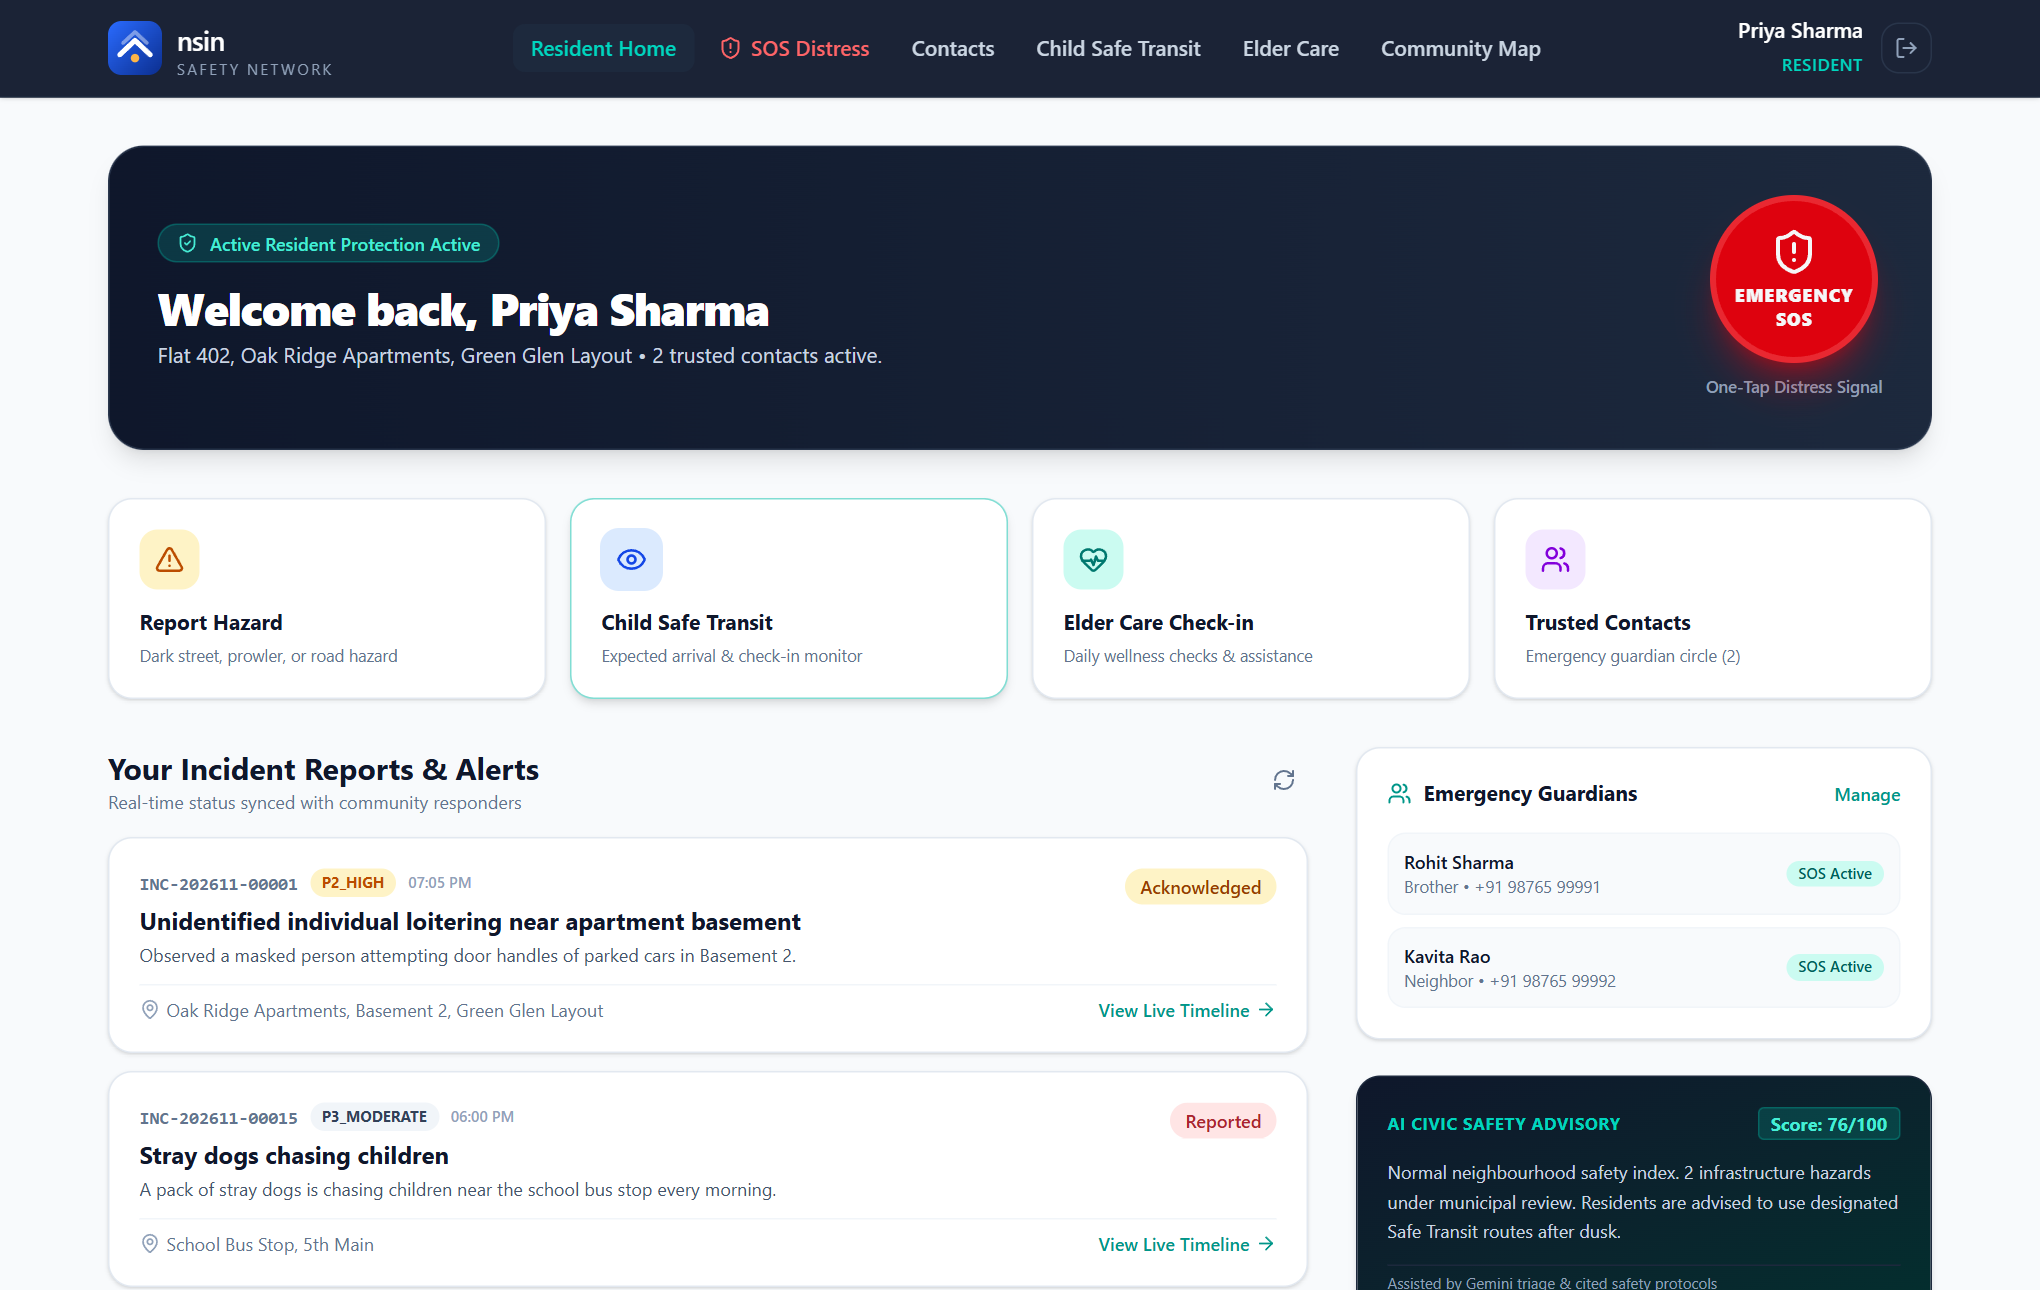 nsin
SAFETY NETWORK
Resident Home
SOS Distress
Contacts
Child Safe Transit
Elder Care
Community Map
Priya Sharma
RESIDENT
Active Resident Protection Active
Welcome back, Priya Sharma
Flat 402, Oak Ridge Apartments, Green Glen Layout • 2 trusted contacts active.
EMERGENCY
SOS
One-Tap Distress Signal
Report Hazard
Dark street, prowler, or road hazard
Child Safe Transit
Expected arrival & check-in monitor
Elder Care Check-in
Daily wellness checks & assistance
Trusted Contacts
Emergency guardian circle (2)
Your Incident Reports & Alerts
Real-time status synced with community responders
INC-202611-00001 P2_HIGH 07:05 PM
Acknowledged
Unidentified individual loitering near apartment basement
Observed a masked person attempting door handles of parked cars in Basement 2.
Oak Ridge Apartments, Basement 2, Green Glen Layout
View Live Timeline →
INC-202611-00015 P3_MODERATE 06:00 PM
Reported
Stray dogs chasing children
A pack of stray dogs is chasing children near the school bus stop every morning.
School Bus Stop, 5th Main
View Live Timeline →
Emergency Guardians
Manage
Rohit Sharma
Brother • +91 98765 99991
SOS Active
Kavita Rao
Neighbor • +91 98765 99992
SOS Active
AI CIVIC SAFETY ADVISORY
Score: 76/100
Normal neighbourhood safety index. 2 infrastructure hazards
under municipal review. Residents are advised to use designated
Safe Transit routes after dusk.
Assisted by Gemini triage & cited safety protocols